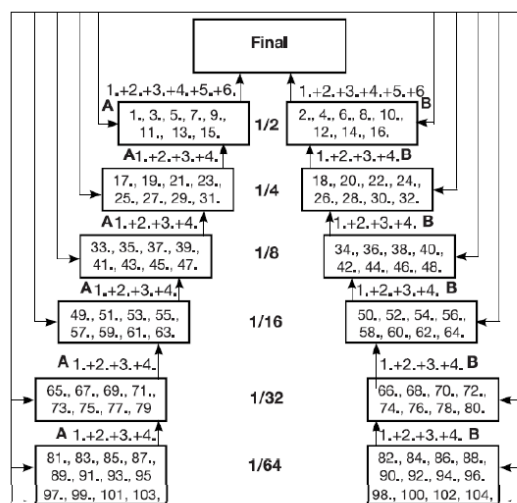 Final
1.+2.+3.+4.+5.+6.
1.+2.+3.+4.+5.+6
A
B
1., 3., 5., 7., 9.,
11., 13., 15.
1/2
2., 4., 6., 8., 10.,
12., 14., 16.
A 1.+2.+3.+4.
1.+2.+3.+4. B
17., 19., 21., 23.,
25., 27., 29., 31.
1/4
18., 20., 22., 24.,
26., 28., 30., 32.
A 1.+2.+3.+4.
1.+2.+3.+4. B
33., 35., 37., 39.,
41., 43., 45., 47.
1/8
34., 36., 38., 40.,
42., 44., 46., 48.
A 1.+2.+3.+4.
1.+2.+3.+4. B
49., 51., 53., 55.,
57., 59., 61., 63.
1/16
50., 52., 54., 56.,
58., 60., 62., 64.
A 1.+2.+3.+4.
1.+2.+3.+4. B
65., 67., 69., 71.,
73., 75., 77., 79
1/32
66., 68., 70., 72.,
74., 76., 78., 80.
A 1.+2.+3.+4.
1.+2.+3.+4. B
81., 83., 85., 87.,
89., 91., 93., 95
97., 99., 101, 103,
1/64
82., 84., 86., 88.,
90., 92., 94., 96.
98., 100, 102, 104,